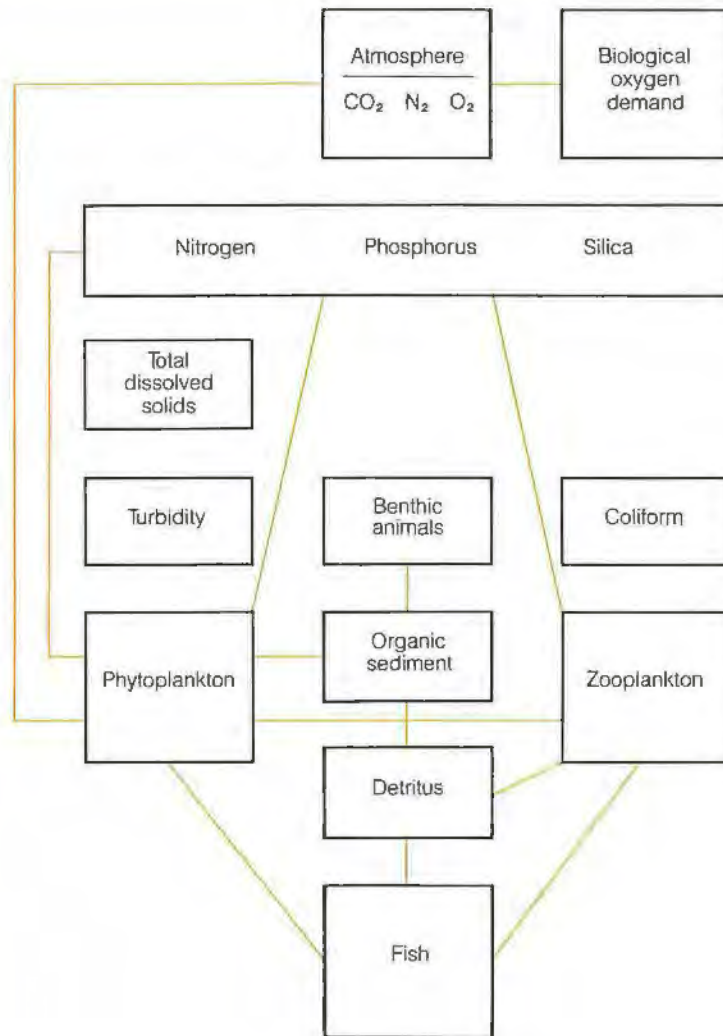 Atmosphere
CO₂ N₂ O₂
Biological
oxygen
demand
Nitrogen Phosphorus Silica
Total
dissolved
solids
Turbidity
Benthic
animals
Coliform
Phytoplankton
Organic
sediment
Zooplankton
Detritus
Fish